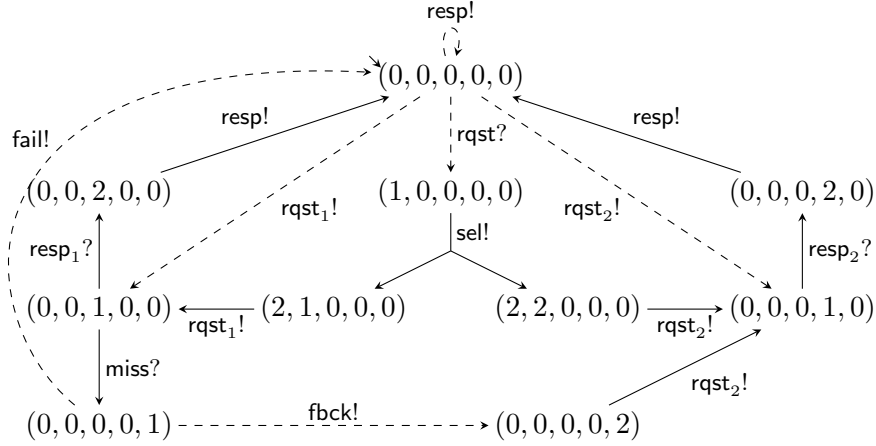 resp!
(0, 0, 0, 0, 0)
resp!
rqst?
resp!
fail!
(0, 0, 2, 0, 0)
rqst₁!
(1, 0, 0, 0, 0)
rqst₂!
(0, 0, 0, 2, 0)
resp₁?
sel!
resp₂?
(0, 0, 1, 0, 0)
rqst₁!
(2, 1, 0, 0, 0)
(2, 2, 0, 0, 0)
rqst₂!
(0, 0, 0, 1, 0)
miss?
rqst₂!
(0, 0, 0, 0, 1)
fbck!
(0, 0, 0, 0, 2)